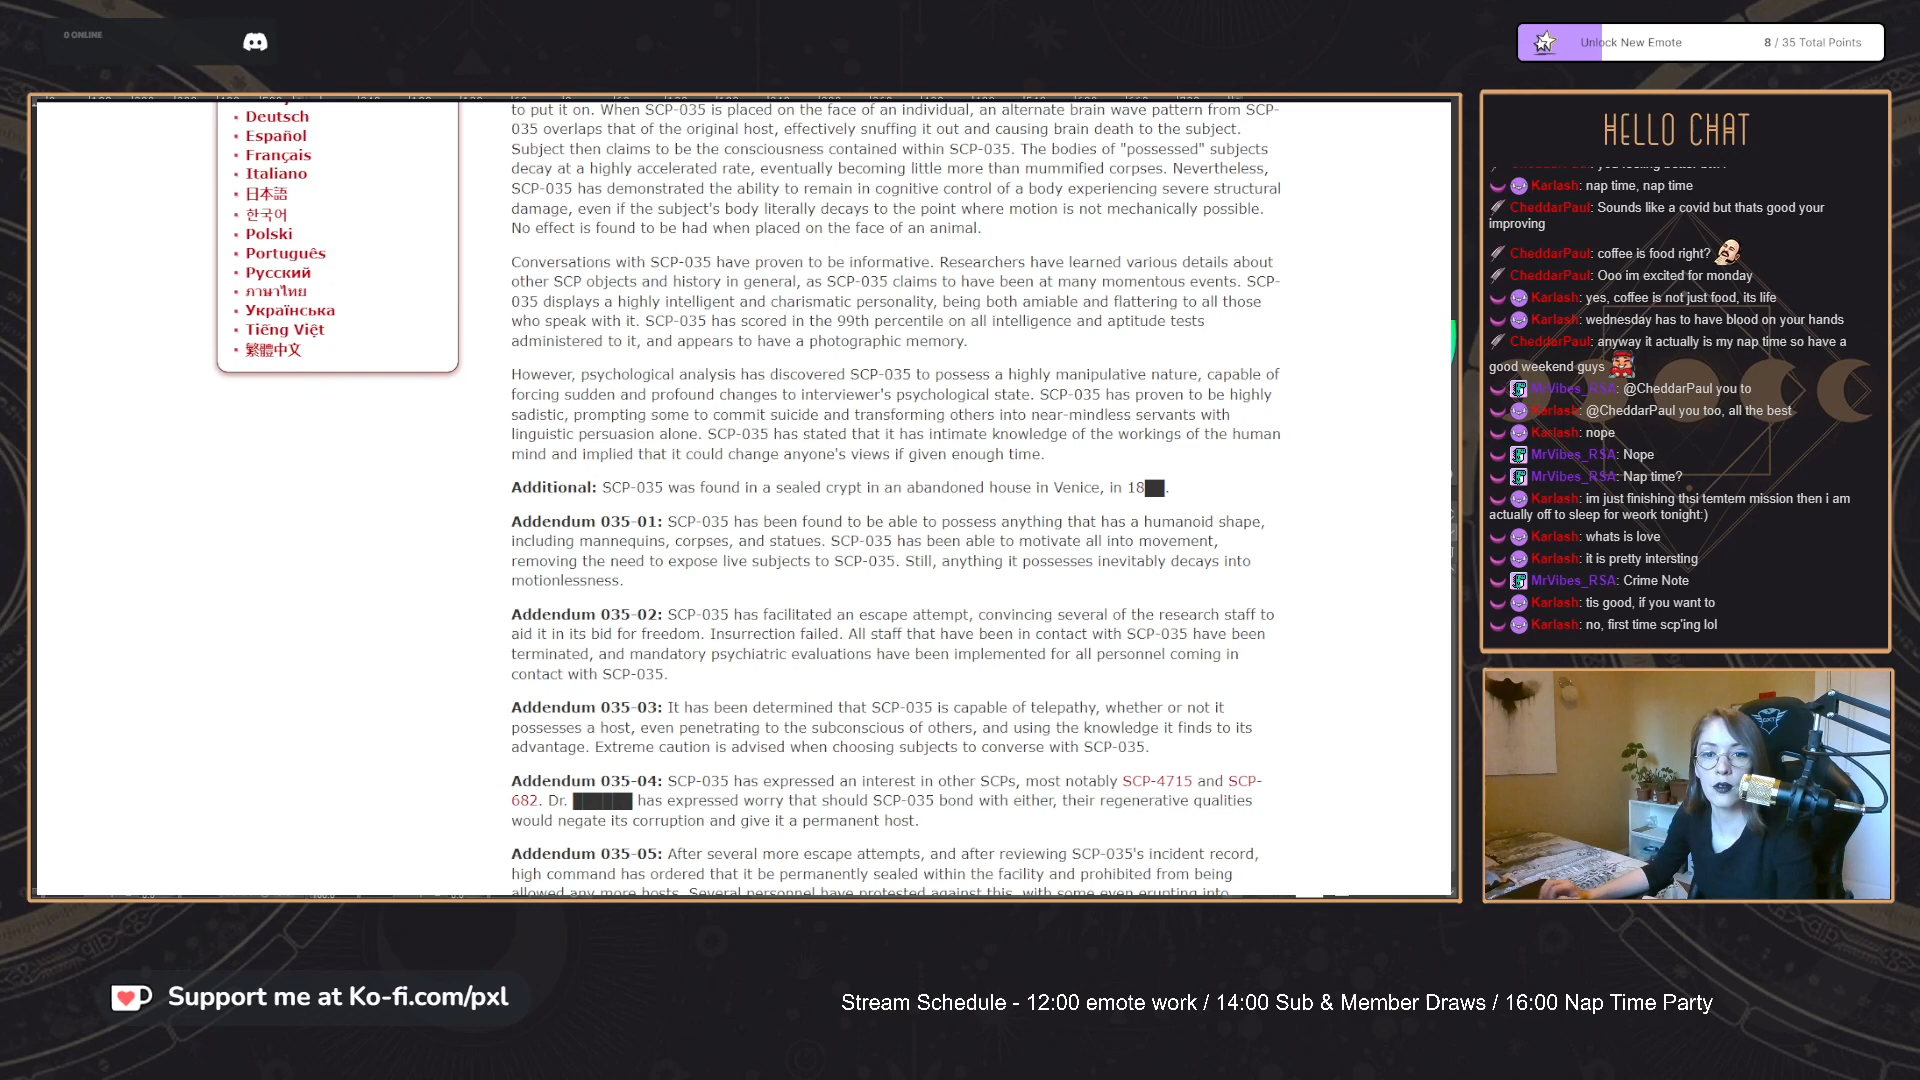 0 ONLINE
Unlock New Emote
8 / 35 Total Points
Deutsch
Español
Français
Italiano
日本語
한국어
Polski
Português
Русский
ภาษาไทย
Українська
Tiếng Việt
繁體中文
to put it on. When SCP-035 is placed on the face of an individual, an alternate brain wave pattern from SCP-
035 overlaps that of the original host, effectively snuffing it out and causing brain death to the subject.
Subject then claims to be the consciousness contained within SCP-035. The bodies of "possessed" subjects
decay at a highly accelerated rate, eventually becoming little more than mummified corpses. Nevertheless,
SCP-035 has demonstrated the ability to remain in cognitive control of a body experiencing severe structural
damage, even if the subject's body literally decays to the point where motion is not mechanically possible.
No effect is found to be had when placed on the face of an animal.
Conversations with SCP-035 have proven to be informative. Researchers have learned various details about
other SCP objects and history in general, as SCP-035 claims to have been at many momentous events. SCP-
035 displays a highly intelligent and charismatic personality, being both amiable and flattering to all those
who speak with it. SCP-035 has scored in the 99th percentile on all intelligence and aptitude tests
administered to it, and appears to have a photographic memory.
However, psychological analysis has discovered SCP-035 to possess a highly manipulative nature, capable of
forcing sudden and profound changes to interviewer's psychological state. SCP-035 has proven to be highly
sadistic, prompting some to commit suicide and transforming others into near-mindless servants with
linguistic persuasion alone. SCP-035 has stated that it has intimate knowledge of the workings of the human
mind and implied that it could change anyone's views if given enough time.
Additional: SCP-035 was found in a sealed crypt in an abandoned house in Venice, in 18██.
Addendum 035-01: SCP-035 has been found to be able to possess anything that has a humanoid shape,
including mannequins, corpses, and statues. SCP-035 has been able to motivate all into movement,
removing the need to expose live subjects to SCP-035. Still, anything it possesses inevitably decays into
motionlessness.
Addendum 035-02: SCP-035 has facilitated an escape attempt, convincing several of the research staff to
aid it in its bid for freedom. Insurrection failed. All staff that have been in contact with SCP-035 have been
terminated, and mandatory psychiatric evaluations have been implemented for all personnel coming in
contact with SCP-035.
Addendum 035-03: It has been determined that SCP-035 is capable of telepathy, whether or not it
possesses a host, even penetrating to the subconscious of others, and using the knowledge it finds to its
advantage. Extreme caution is advised when choosing subjects to converse with SCP-035.
Addendum 035-04: SCP-035 has expressed an interest in other SCPs, most notably SCP-4715 and SCP-
682. Dr. ██████ has expressed worry that should SCP-035 bond with either, their regenerative qualities
would negate its corruption and give it a permanent host.
Addendum 035-05: After several more escape attempts, and after reviewing SCP-035's incident record,
high command has ordered that it be permanently sealed within the facility and prohibited from being
allowed any more hosts. Several personnel have protested against this, with some even erupting into
HELLO CHAT
Karlash: nap time, nap time
CheddarPaul: Sounds like a covid but thats good your
improving
CheddarPaul: coffee is food right?
CheddarPaul: Ooo im excited for monday
Karlash: yes, coffee is not just food, its life
Karlash: wednesday has to have blood on your hands
CheddarPaul: anyway it actually is my nap time so have a
good weekend guys
MrVibes_RSA: @CheddarPaul you to
Karlash: @CheddarPaul you too, all the best
Karlash: nope
MrVibes_RSA: Nope
MrVibes_RSA: Nap time?
Karlash: im just finishing thsi temtem mission then i am
actually off to sleep for weork tonight:)
Karlash: whats is love
Karlash: it is pretty intersting
MrVibes_RSA: Crime Note
Karlash: tis good, if you want to
Karlash: no, first time scp'ing lol
Support me at Ko-fi.com/pxl
Stream Schedule - 12:00 emote work / 14:00 Sub & Member Draws / 16:00 Nap Time Party